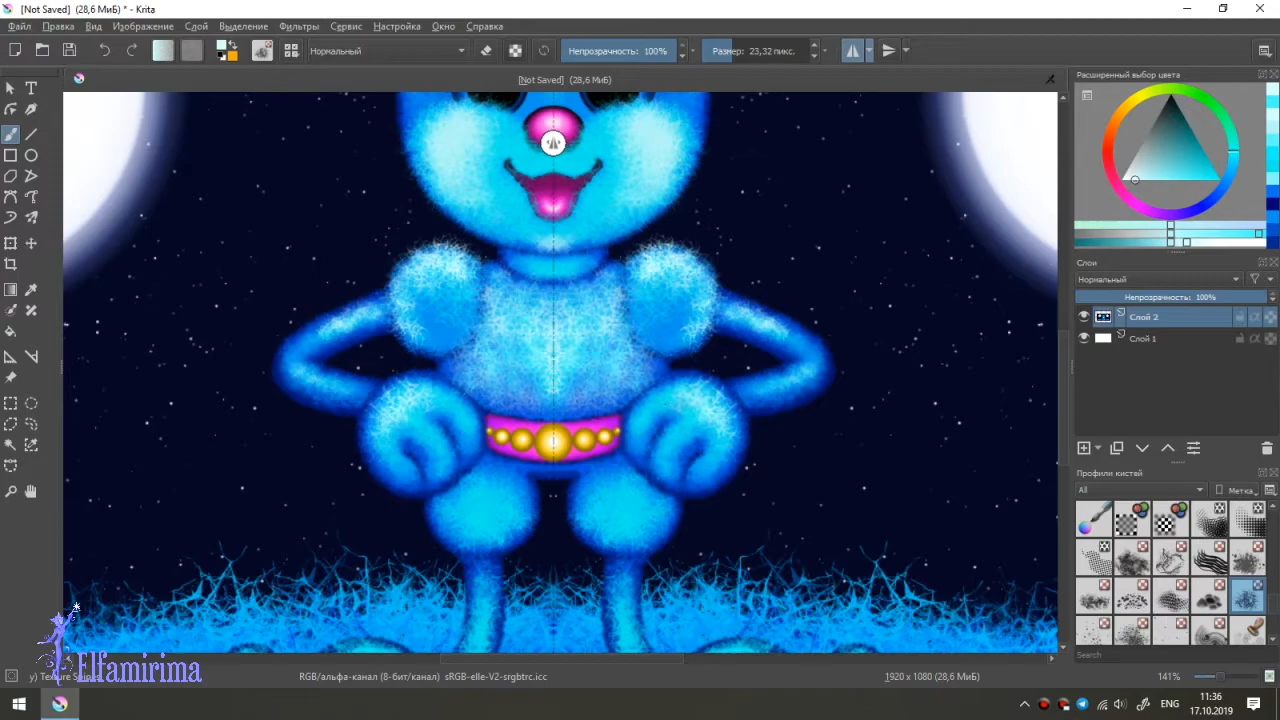 [Not Saved] (28,6 МиБ) * - Krita
Файл Правка Вид Изображение Слой Выделение Фильтры Сервис Настройка Окно Справка
Нормальный Непрозрачность: 100% Размер: 23,32 пикс.
[Not Saved] (28,6 МиБ)
Расширенный выбор цвета
Слои
Нормальный
Непрозрачность: 100%
Слой 2
Слой 1
Профили кистей
All Метка
Search
Elfamirima
RGB/альфа-канал (8-бит/канал) sRGB-elle-V2-srgbtrc.icc 1920 x 1080 (28,6 МиБ) 141%
ENG
11:36
17.10.2019